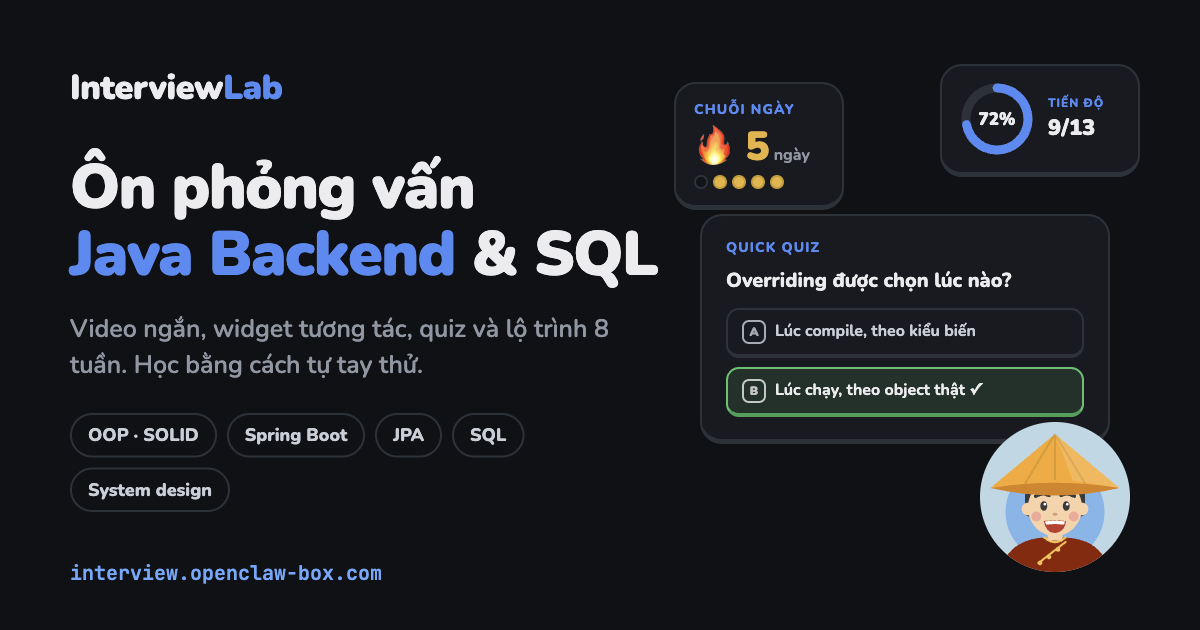 InterviewLab
Ôn phỏng vấn
Java Backend & SQL
Video ngắn, widget tương tác, quiz và lộ trình 8
tuần. Học bằng cách tự tay thử.
OOP · SOLID
Spring Boot
JPA
SQL
System design
interview.openclaw-box.com
CHUỖI NGÀY
5 ngày
72%
TIẾN ĐỘ
9/13
QUICK QUIZ
Overriding được chọn lúc nào?
A Lúc compile, theo kiểu biến
B Lúc chạy, theo object thật ✓